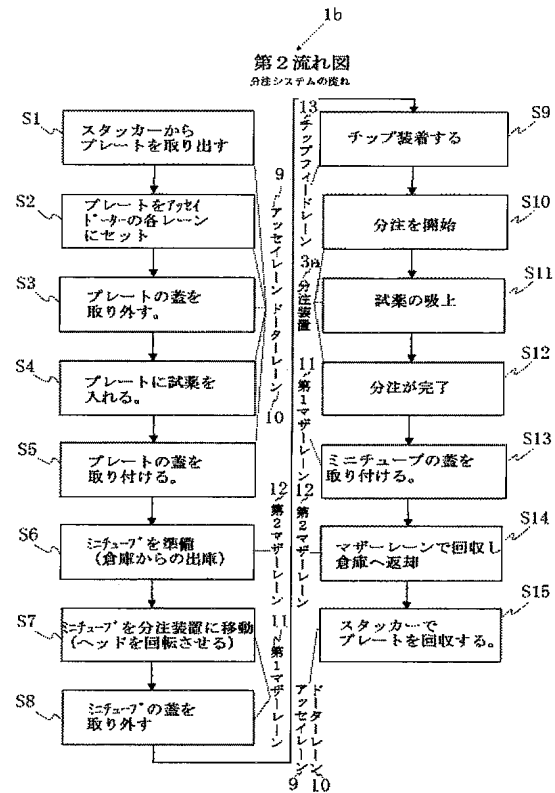 1b
第2流れ図
分注システムの流れ
S1
スタッカーから
プレートを取り出す
S2
プレートをｱｯｾｲ
ﾄﾞｰﾀｰの各レーン
にセット
S3
プレートの蓋を
取り外す。
S4
プレートに試薬を
入れる。
S5
プレートの蓋を
取り付ける。
S6
ﾐﾆﾁｭｰﾌﾞを準備
(倉庫からの出庫)
S7
ﾐﾆﾁｭｰﾌﾞを分注装置に移動
(ヘッドを回転させる)
S8
ﾐﾆﾁｭｰﾌﾞの蓋を
取り外す
9
アッセイレーン
ドーターレーン
10
12
第2マザーレーン
11
第1マザーレーン
13
チップフィードレーン
3a
分注装置
11
第1マザーレーン
12
第2マザーレーン
ドーターレーン
アッセイレーン
9
10
S9
チップ装着する
S10
分注を開始
S11
試薬の吸上
S12
分注が完了
S13
ミニチューブの蓋を
取り付ける。
S14
マザーレーンで回収し
倉庫へ返却
S15
スタッカーで
プレートを回収する。